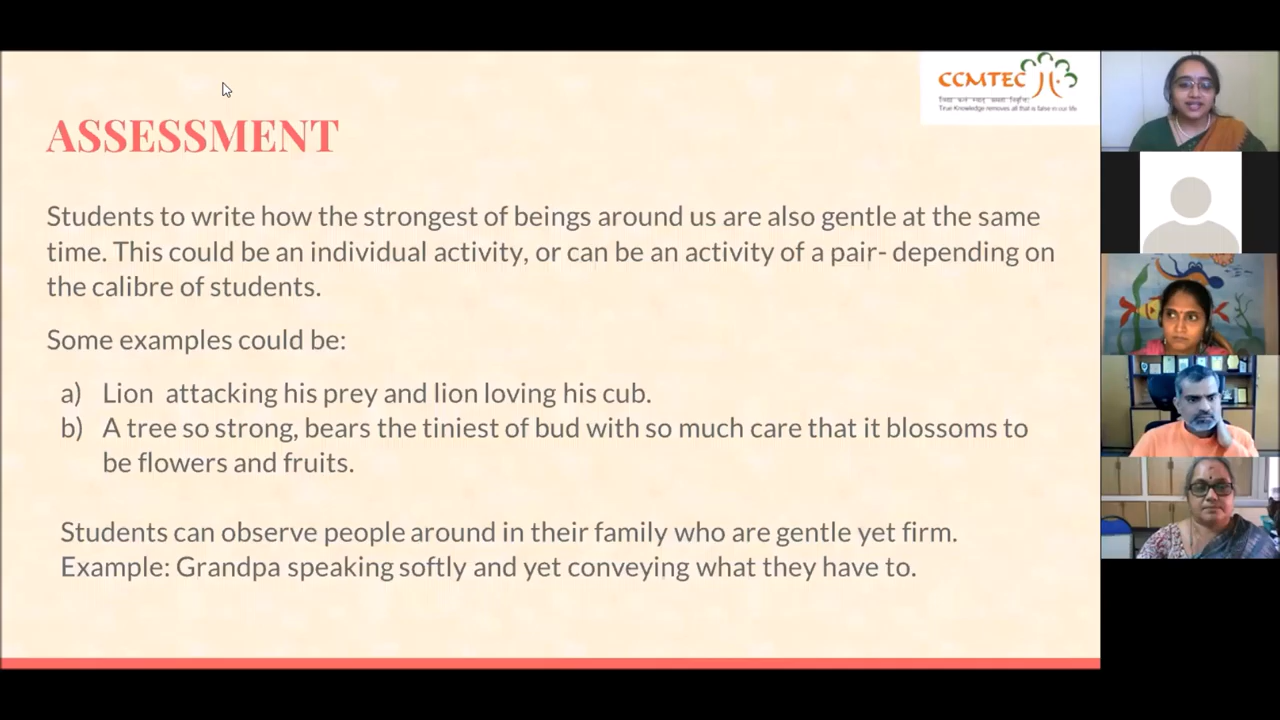 CCMTEC
True Knowledge removes all that is false in our life
ASSESSMENT
Students to write how the strongest of beings around us are also gentle at the same
time. This could be an individual activity, or can be an activity of a pair- depending on
the calibre of students.
Some examples could be:
a) Lion attacking his prey and lion loving his cub.
b) A tree so strong, bears the tiniest of bud with so much care that it blossoms to
be flowers and fruits.
Students can observe people around in their family who are gentle yet firm.
Example: Grandpa speaking softly and yet conveying what they have to.